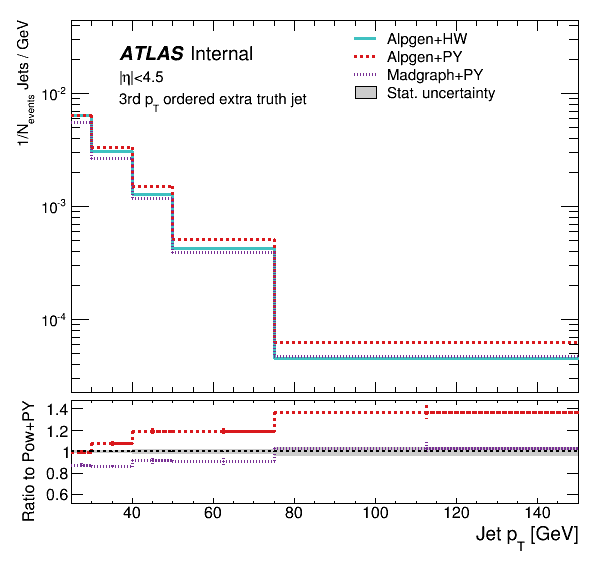 ATLAS Internal
|η|<4.5
3rd p_T ordered extra truth jet
Alpgen+HW
Alpgen+PY
Madgraph+PY
Stat. uncertainty
1/N_events Jets / GeV
10^-2
10^-3
10^-4
Ratio to Pow+PY
1.4
1.2
1
0.8
0.6
40 60 80 100 120 140
Jet p_T [GeV]